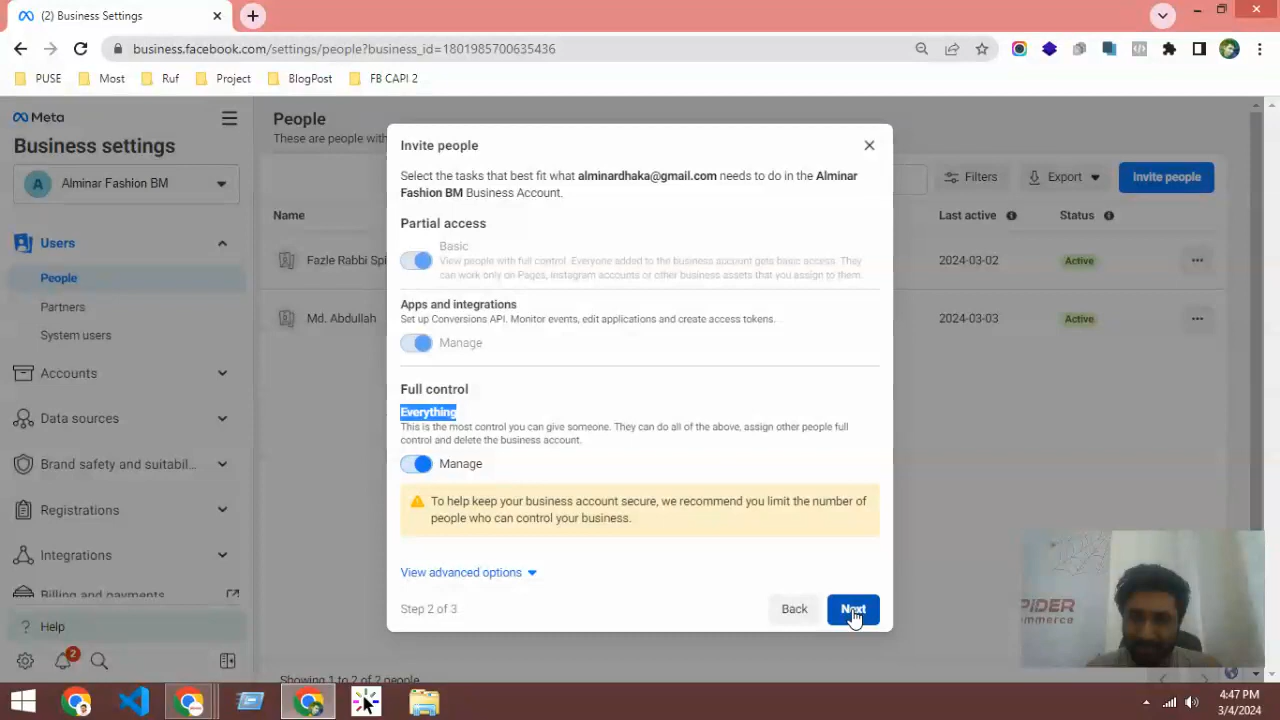 (2) Business Settings
business.facebook.com/settings/people?business_id=1801985700635436
PUSE
Most
Ruf
Project
BlogPost
FB CAPI 2
Meta
Business settings
A
Alminar Fashion BM
Users
People
Partners
System users
Accounts
Data sources
Brand safety and suitabil...
Registrations
Integrations
Billing and payments
Help
2
People
These are people with
Filters
Export
Invite people
Name
Last active
Status
Fazle Rabbi Spi
2024-03-02
Active
Md. Abdullah
2024-03-03
Active
Showing 1 to 2 of 2 people
Invite people
Select the tasks that best fit what alminardhaka@gmail.com needs to do in the Alminar
Fashion BM Business Account.
Partial access
Basic
View people with full control. Everyone added to the business account gets basic access. They
can work only on Pages, Instagram accounts or other business assets that you assign to them.
Apps and integrations
Set up Conversions API. Monitor events, edit applications and create access tokens.
Manage
Full control
Everything
This is the most control you can give someone. They can do all of the above, assign other people full
control and delete the business account.
Manage
To help keep your business account secure, we recommend you limit the number of
people who can control your business.
View advanced options
Step 2 of 3
Back
Next
4:47 PM
3/4/2024